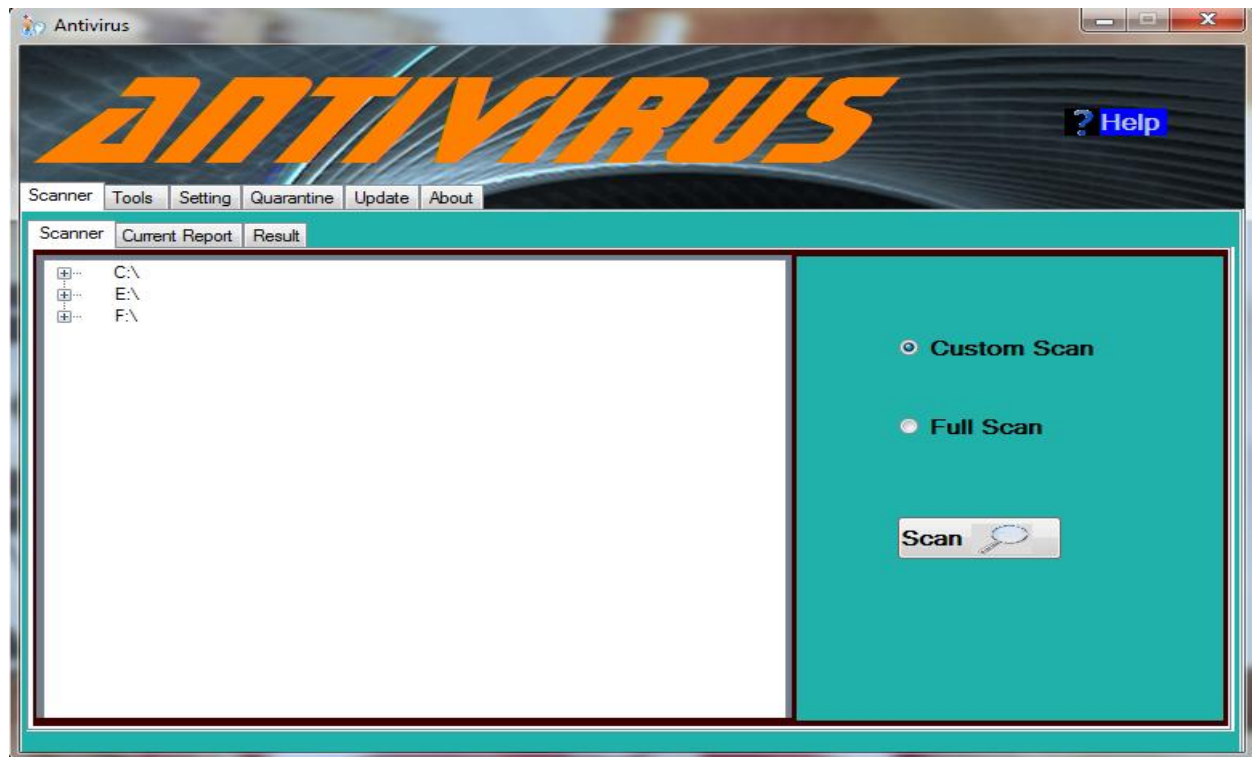 Antivirus
ANTIVIRUS
? Help
Scanner Tools Setting Quarantine Update About
Scanner Current Report Result
C:\
E:\
F:\
Custom Scan
Full Scan
Scan